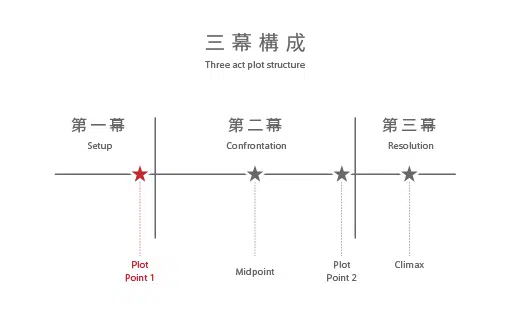 三幕構成
Three act plot structure
第一幕
Setup
第二幕
Confrontation
第三幕
Resolution
Plot
Point 1
Midpoint
Plot
Point 2
Climax